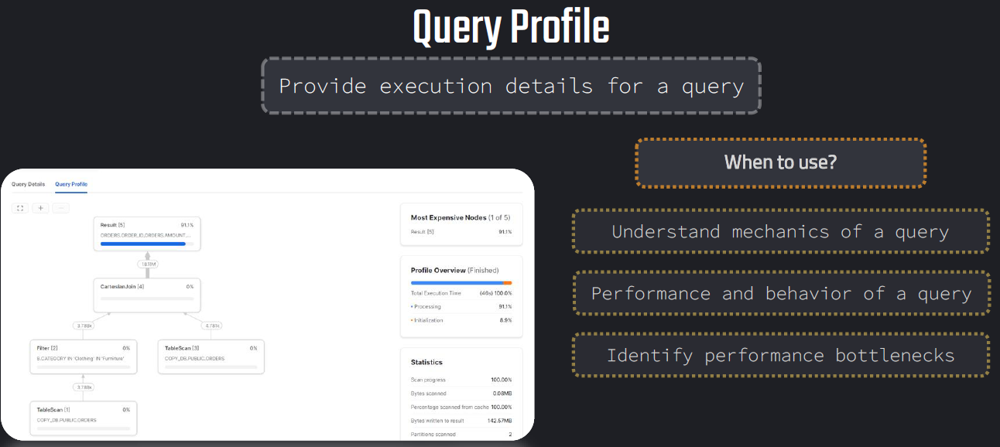 Query Profile
Provide execution details for a query
When to use?
Understand mechanics of a query
Performance and behavior of a query
Identify performance bottlenecks
Query Details Query Profile
Result [5] 91.1%
ORDERS.ORDER_ID,ORDERS.AMOUNT,...
18.11M
CartesianJoin [4] 0%
3.788k 4.781k
Filter [2] 0%
B.CATEGORY IN 'Clothing' IN 'Furniture'
TableScan [3] 0%
COPY_DB.PUBLIC.ORDERS
3.788k
TableScan [1] 0%
COPY_DB.PUBLIC.ORDERS
Most Expensive Nodes (1 of 5)
Result [5] 91.1%
Profile Overview (Finished)
Total Execution Time (46s) 100.0%
• Processing 91.1%
• Initialization 8.9%
Statistics
Scan progress 100.00%
Bytes scanned 0.08MB
Percentage scanned from cache 100.00%
Bytes written to result 142.57MB
Partitions scanned 2